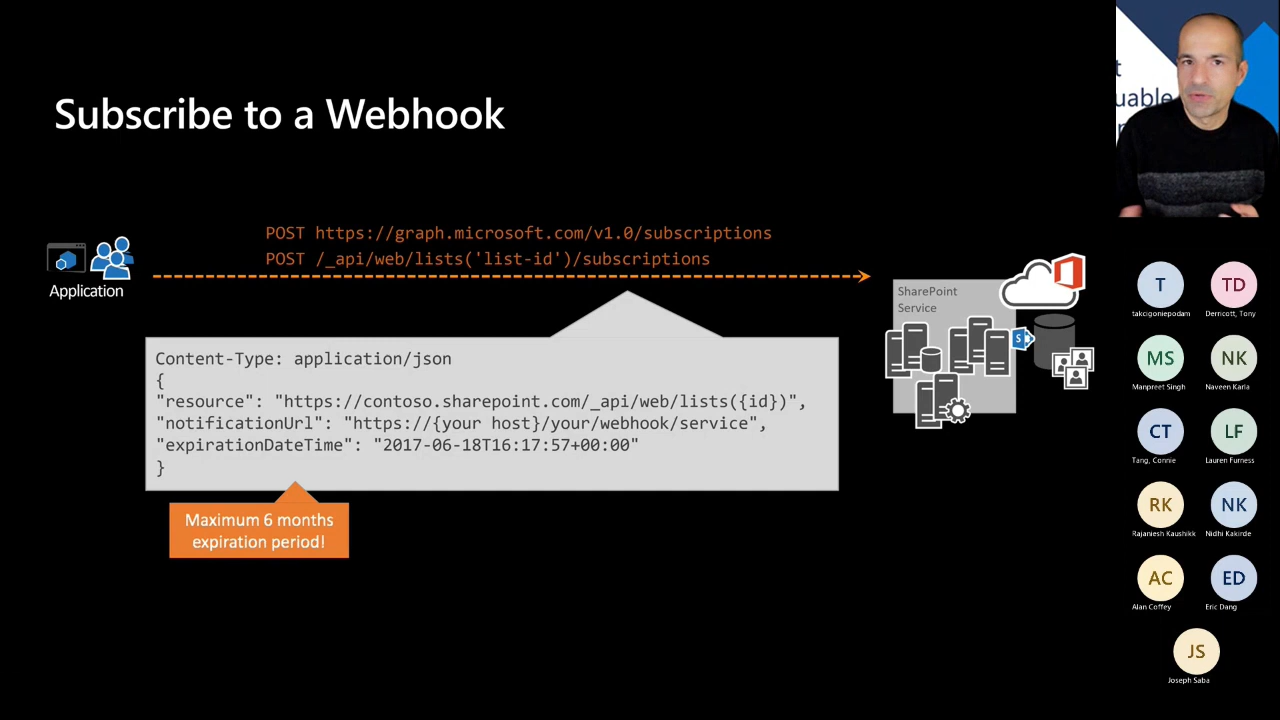 Subscribe to a Webhook
t
uable
POST https://graph.microsoft.com/v1.0/subscriptions
POST /_api/web/lists('list-id')/subscriptions
Application
SharePoint
Service
S
Content-Type: application/json
{
"resource": "https://contoso.sharepoint.com/_api/web/lists({id})",
"notificationUrl": "https://{your host}/your/webhook/service",
"expirationDateTime": "2017-06-18T16:17:57+00:00"
}
Maximum 6 months
expiration period!
T
TD
takcigoniepodam
Derricott, Tony
MS
NK
Manpreet Singh
Naveen Karla
CT
LF
Tang, Connie
Lauren Furness
RK
NK
Rajaniesh Kaushikk
Nidhi Kakirde
AC
ED
Alan Coffey
Eric Dang
JS
Joseph Saba